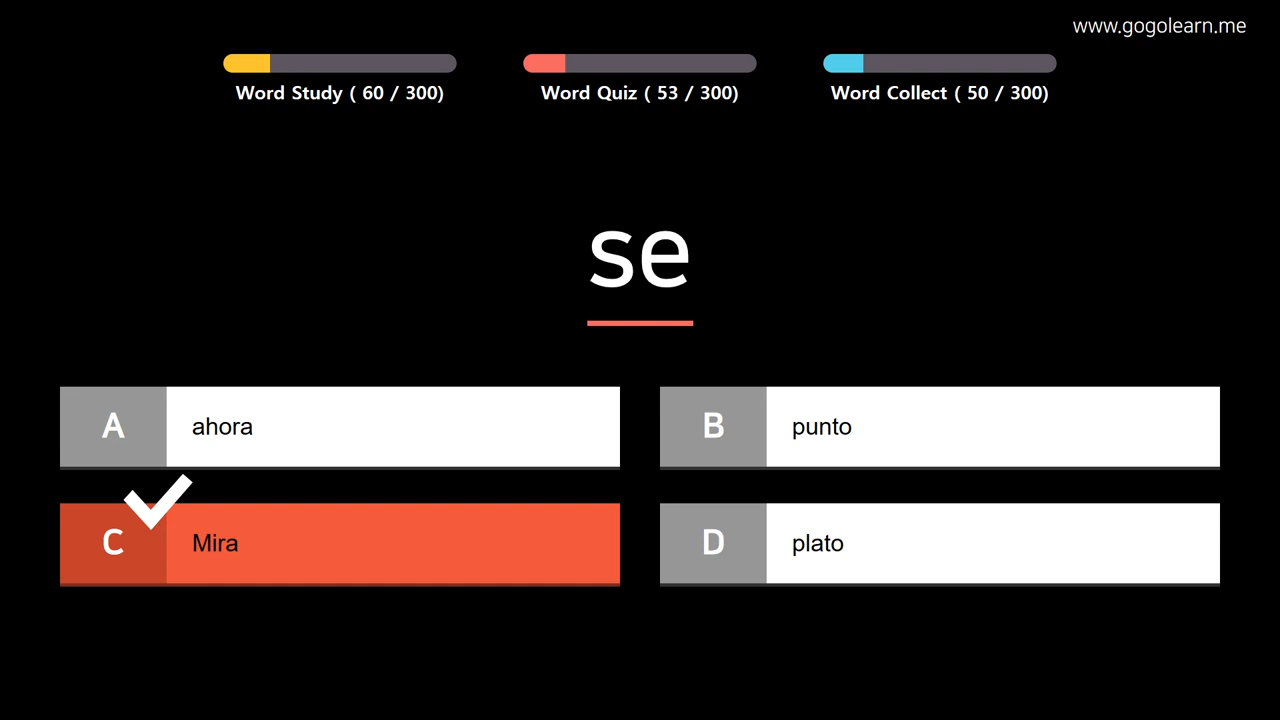 www.gogolearn.me
Word Study ( 60 / 300)
Word Quiz ( 53 / 300)
Word Collect ( 50 / 300)
se
A ahora
B punto
C Mira
D plato